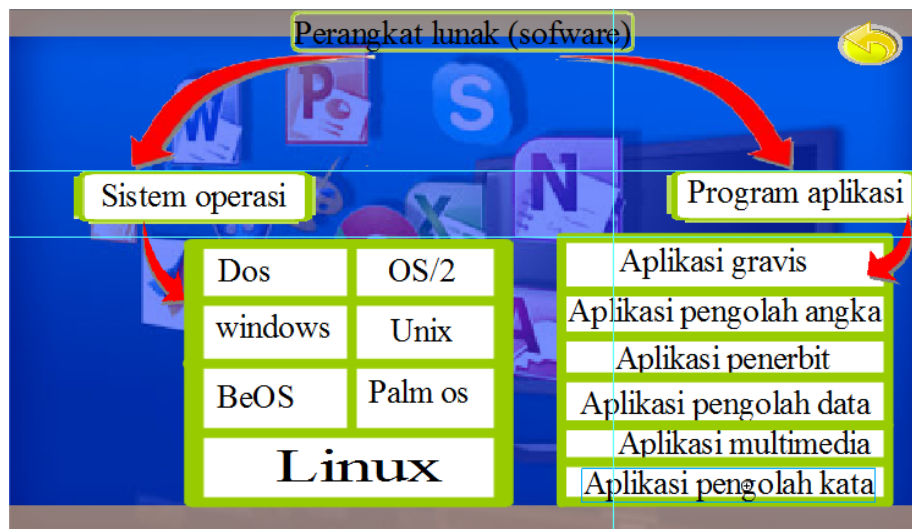 Perangkat lunak (sofware)
Sistem operasi
Program aplikasi
Dos
OS/2
windows
Unix
BeOS
Palm os
Linux
Aplikasi gravis
Aplikasi pengolah angka
Aplikasi penerbit
Aplikasi pengolah data
Aplikasi multimedia
Aplikasi pengolah kata
W
P
S
N
X
A